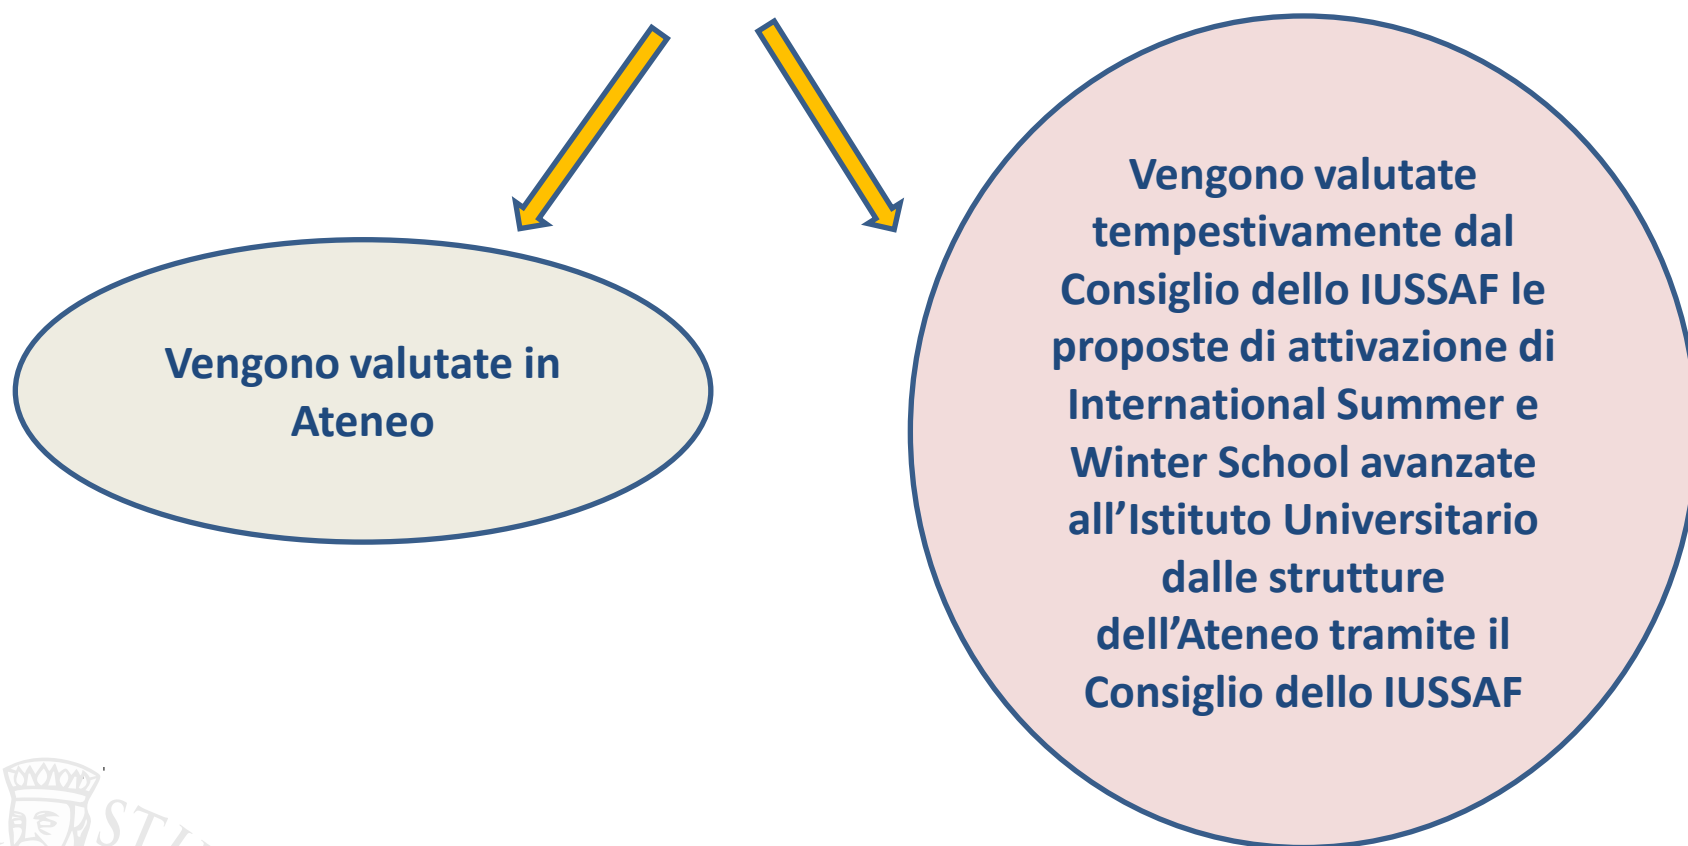 Vengono valutate in
Ateneo
Vengono valutate
tempestivamente dal
Consiglio dello IUSSAF le
proposte di attivazione di
International Summer e
Winter School avanzate
all’Istituto Universitario
dalle strutture
dell’Ateneo tramite il
Consiglio dello IUSSAF